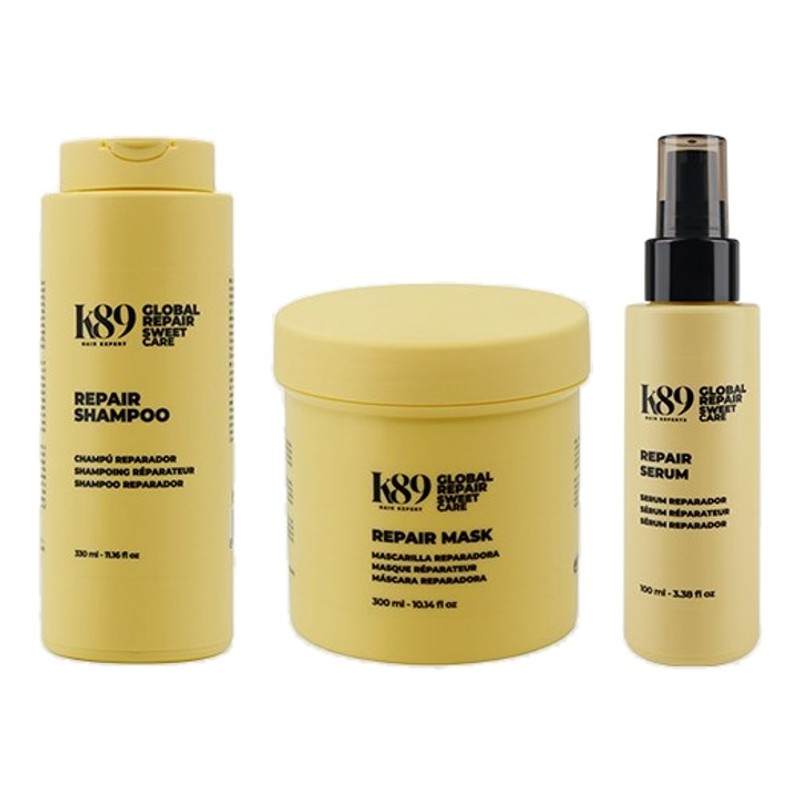 k89
HAIR EXPERT
GLOBAL
REPAIR
SWEET
CARE
REPAIR
SHAMPOO
CHAMPÚ REPARADOR
SHAMPOING RÉPARATEUR
SHAMPOO REPARADOR
330 ml - 11.16 fl oz
k89
HAIR EXPERT
GLOBAL
REPAIR
SWEET
CARE
REPAIR MASK
MASCARILLA REPARADORA
MASQUE RÉPARATEUR
MÁSCARA REPARADORA
300 ml - 10.14 fl oz
k89
HAIR EXPERTS
GLOBAL
REPAIR
SWEET
CARE
REPAIR
SERUM
SERUM REPARADOR
SÉRUM RÉPARATEUR
SÉRUM REPARADOR
100 ml - 3.38 fl oz